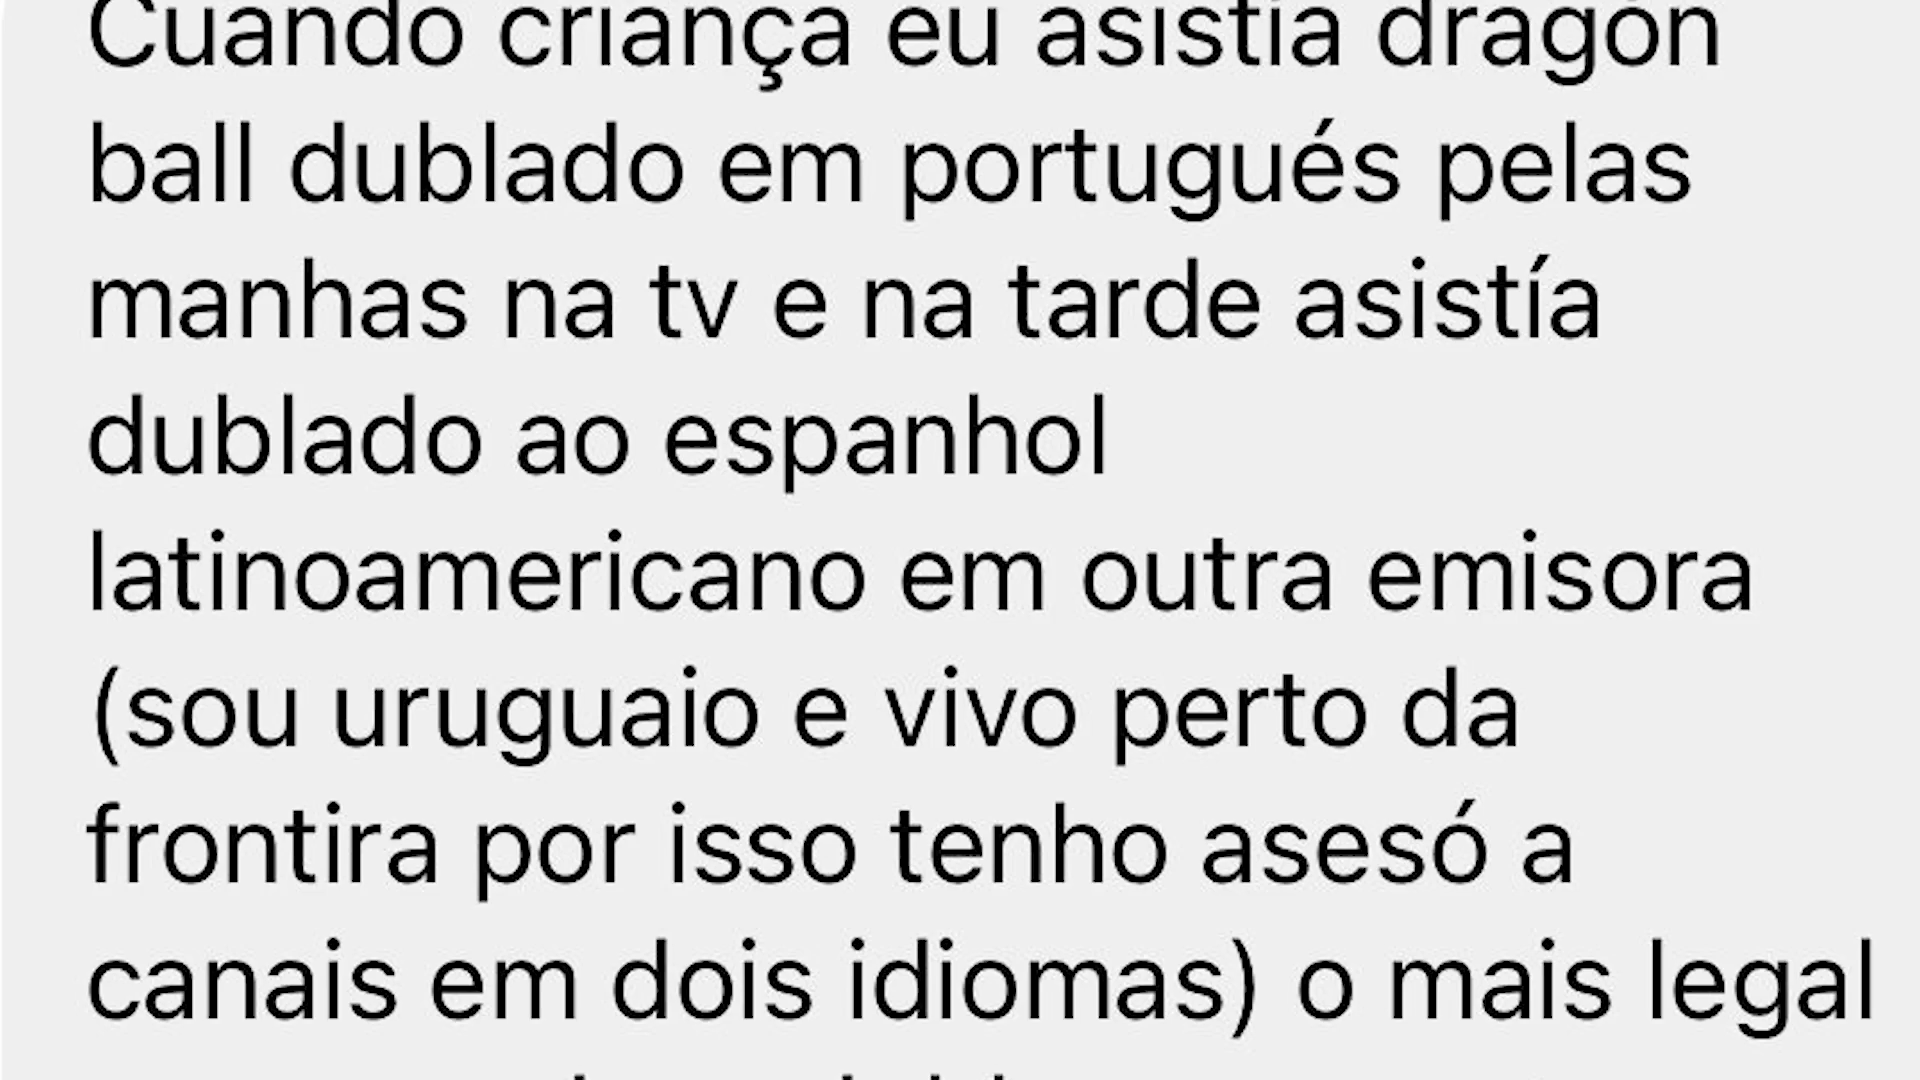 Cuando criança eu asistia dragón
ball dublado em portugués pelas
manhas na tv e na tarde asistía
dublado ao espanhol
latinoamericano em outra emisora
(sou uruguaio e vivo perto da
frontira por isso tenho asesó a
canais em dois idiomas) o mais legal